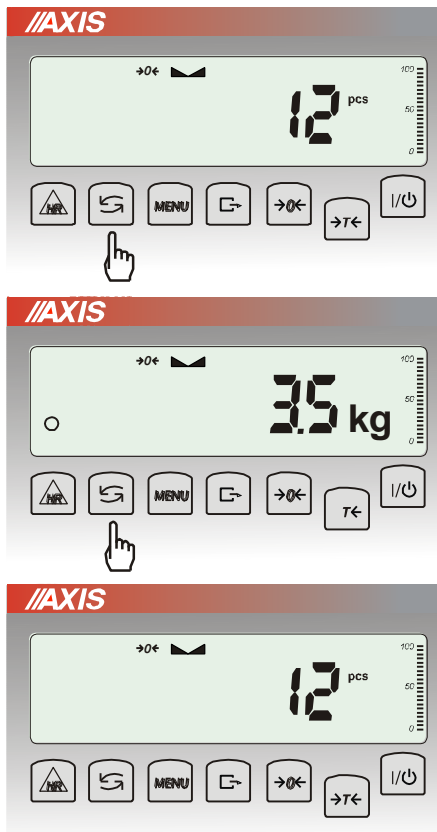 //AXIS
→0← 100
12 pcs 50
0
HR MENU →0← →T← I/
//AXIS
→0← 100
3.5 kg 50
0
HR MENU →0← T← I/
//AXIS
→0← 100
12 pcs 50
0
HR MENU →0← →T← I/